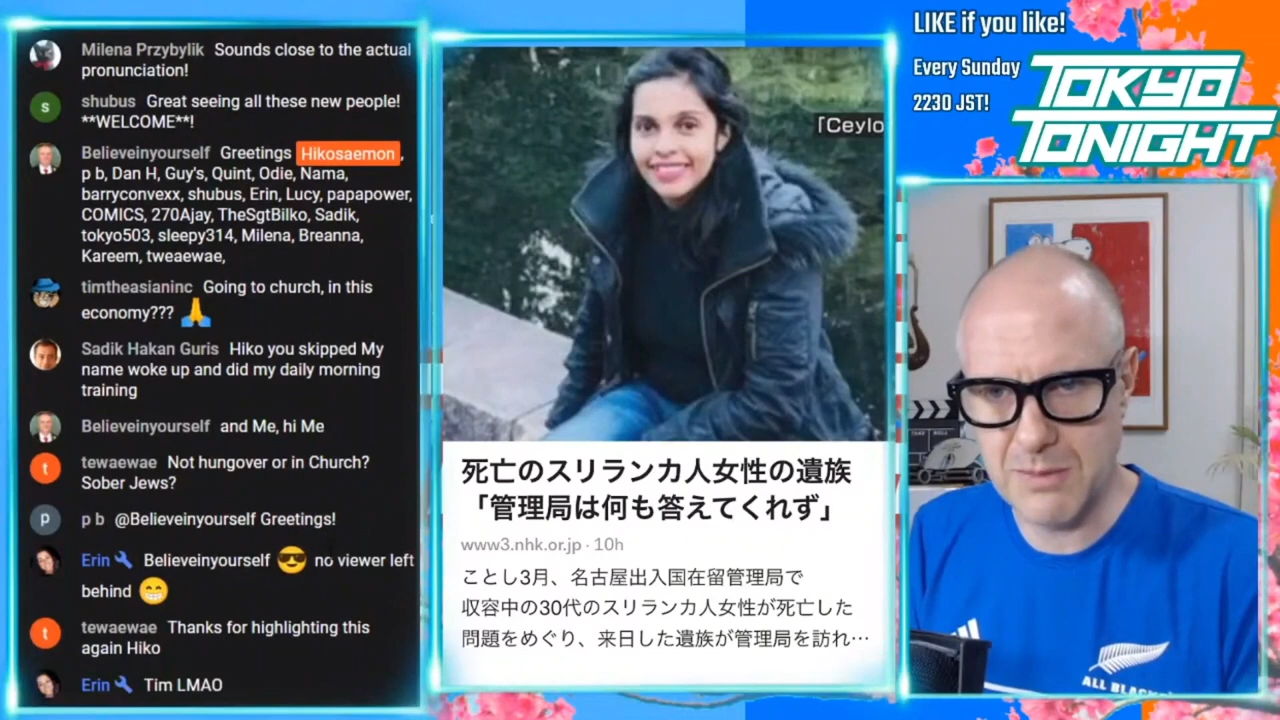 Milena Przybylik Sounds close to the actual
pronunciation!
s
shubus Great seeing all these new people!
**WELCOME**!
Believeinyourself Greetings Hikosaemon,
p b, Dan H, Guy's, Quint, Odie, Nama,
barryconvexx, shubus, Erin, Lucy, papapower,
COMICS, 270Ajay, TheSgtBilko, Sadik,
tokyo503, sleepy314, Milena, Breanna,
Kareem, tweaewae,
timtheasianinc Going to church, in this
economy??? 🙏
Sadik Hakan Guris Hiko you skipped My
name woke up and did my daily morning
training
Believeinyourself and Me, hi Me
t
tewaewae Not hungover or in Church?
Sober Jews?
p
p b @Believeinyourself Greetings!
Erin Believeinyourself 😎 no viewer left
behind 😁
t
tewaewae Thanks for highlighting this
again Hiko
Erin Tim LMAO
「Ceylo
死亡のスリランカ人女性の遺族
「管理局は何も答えてくれず」
www3.nhk.or.jp · 10h
ことし3月、名古屋出入国在留管理局で
収容中の30代のスリランカ人女性が死亡した
問題をめぐり、来日した遺族が管理局を訪れ…
LIKE if you like!
Every Sunday
2230 JST!
TOKYO
TONIGHT
ALL BLACK